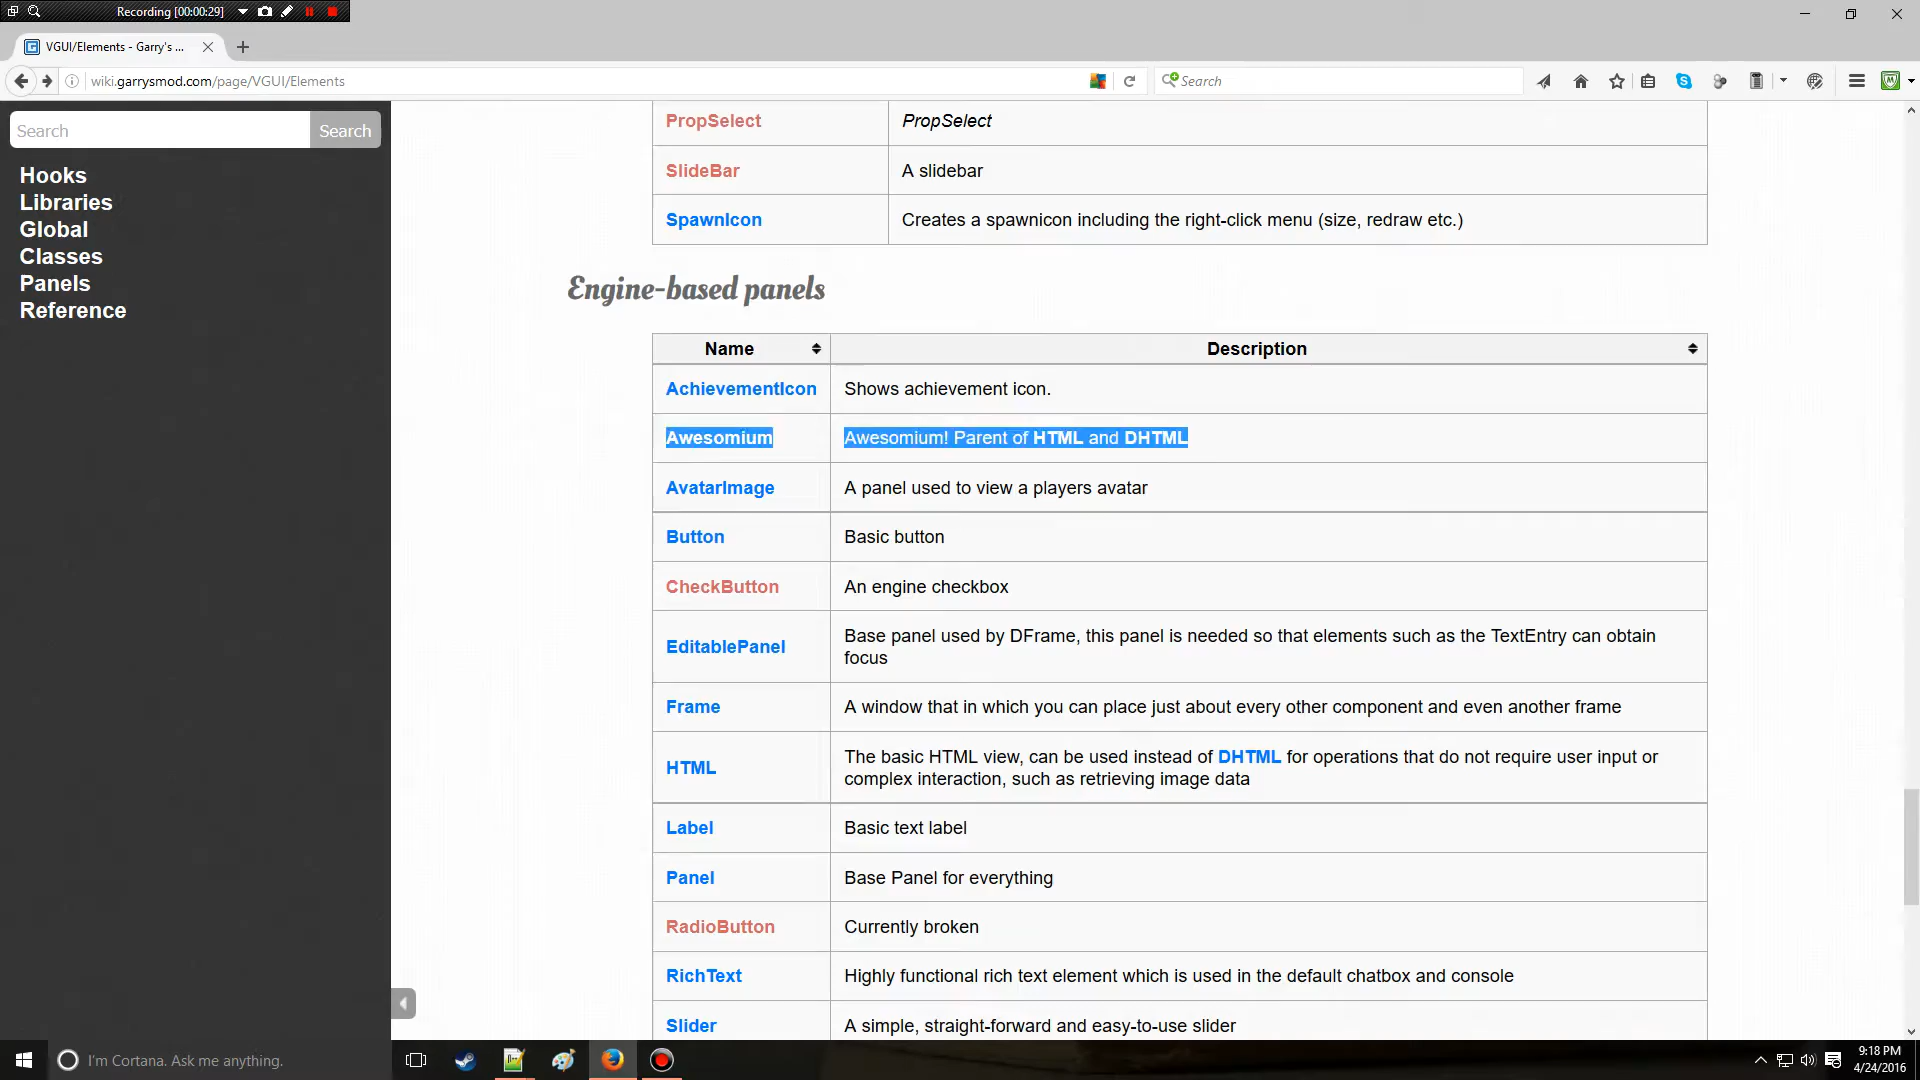 Recording [00:00:29]
VGUI/Elements - Garry's ...
wiki.garrysmod.com/page/VGUI/Elements
Search
Search
Search
Hooks
Libraries
Global
Classes
Panels
Reference
PropSelect PropSelect
SlideBar A slidebar
SpawnIcon Creates a spawnicon including the right-click menu (size, redraw etc.)
Engine-based panels
Name Description
AchievementIcon Shows achievement icon.
Awesomium Awesomium! Parent of HTML and DHTML
AvatarImage A panel used to view a players avatar
Button Basic button
CheckButton An engine checkbox
EditablePanel Base panel used by DFrame, this panel is needed so that elements such as the TextEntry can obtain
focus
Frame A window that in which you can place just about every other component and even another frame
HTML The basic HTML view, can be used instead of DHTML for operations that do not require user input or
complex interaction, such as retrieving image data
Label Basic text label
Panel Base Panel for everything
RadioButton Currently broken
RichText Highly functional rich text element which is used in the default chatbox and console
Slider A simple, straight-forward and easy-to-use slider
I'm Cortana. Ask me anything.
9:18 PM
4/24/2016